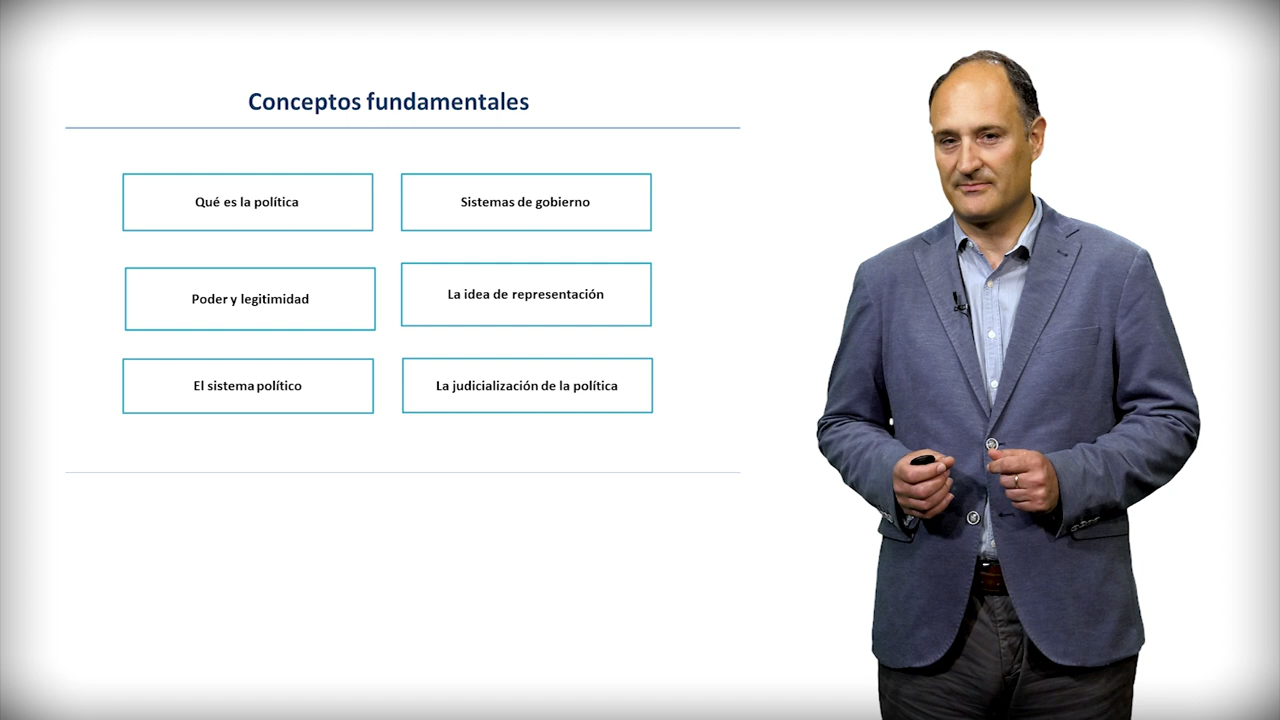 Conceptos fundamentales
Qué es la política
Sistemas de gobierno
Poder y legitimidad
La idea de representación
El sistema político
La judicialización de la política